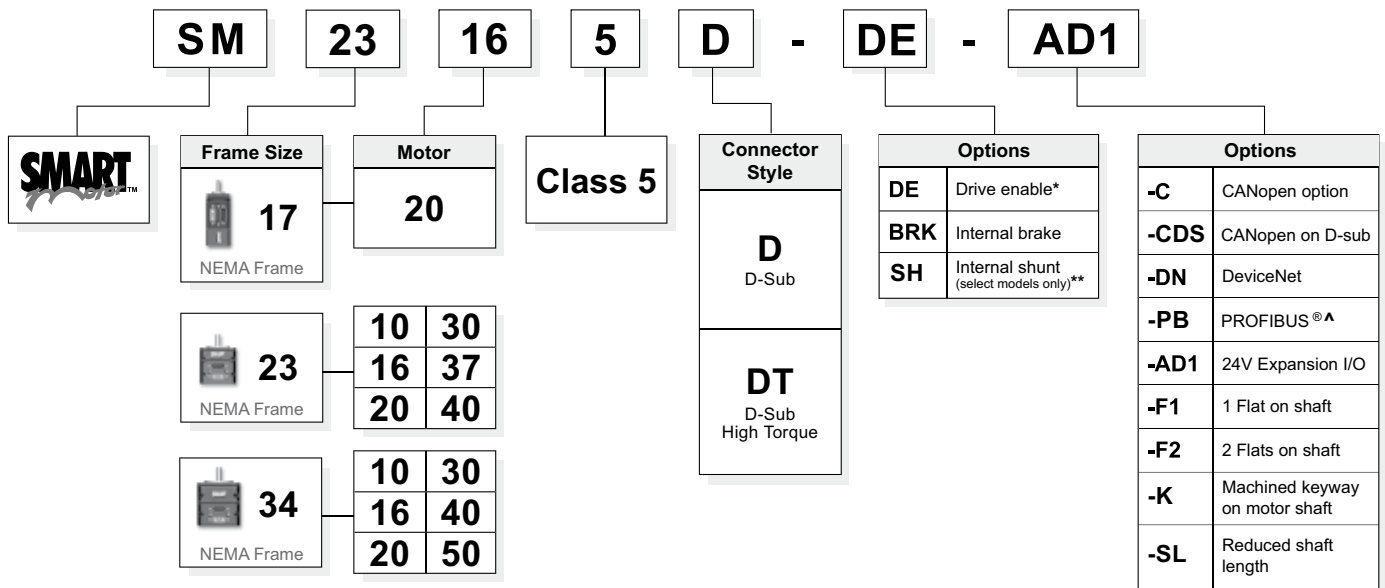 SM 23 16 5 D - DE - AD1
SMART
motor™
Frame Size
17
NEMA Frame
23
NEMA Frame
34
NEMA Frame
Motor
20
10 30
16 37
20 40
10 30
16 40
20 50
Class 5
Connector
Style
D
D-Sub
DT
D-Sub
High Torque
Options
DE Drive enable*
BRK Internal brake
SH Internal shunt
(select models only)**
Options
-C CANopen option
-CDS CANopen on D-sub
-DN DeviceNet
-PB PROFIBUS®^
-AD1 24V Expansion I/O
-F1 1 Flat on shaft
-F2 2 Flats on shaft
-K Machined keyway
on motor shaft
-SL Reduced shaft
length